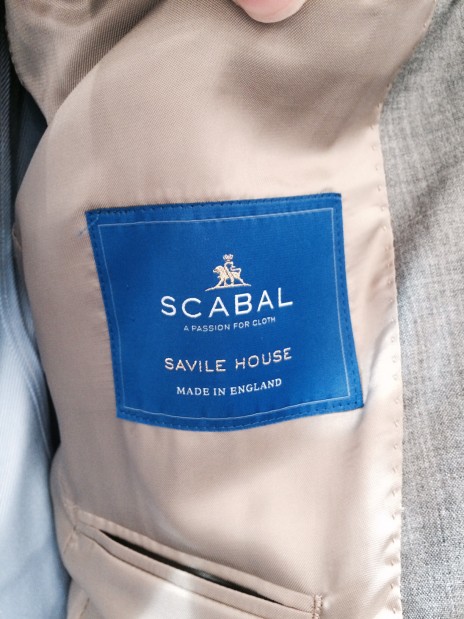 SCABAL
A PASSION FOR CLOTH
SAVILE HOUSE
MADE IN ENGLAND